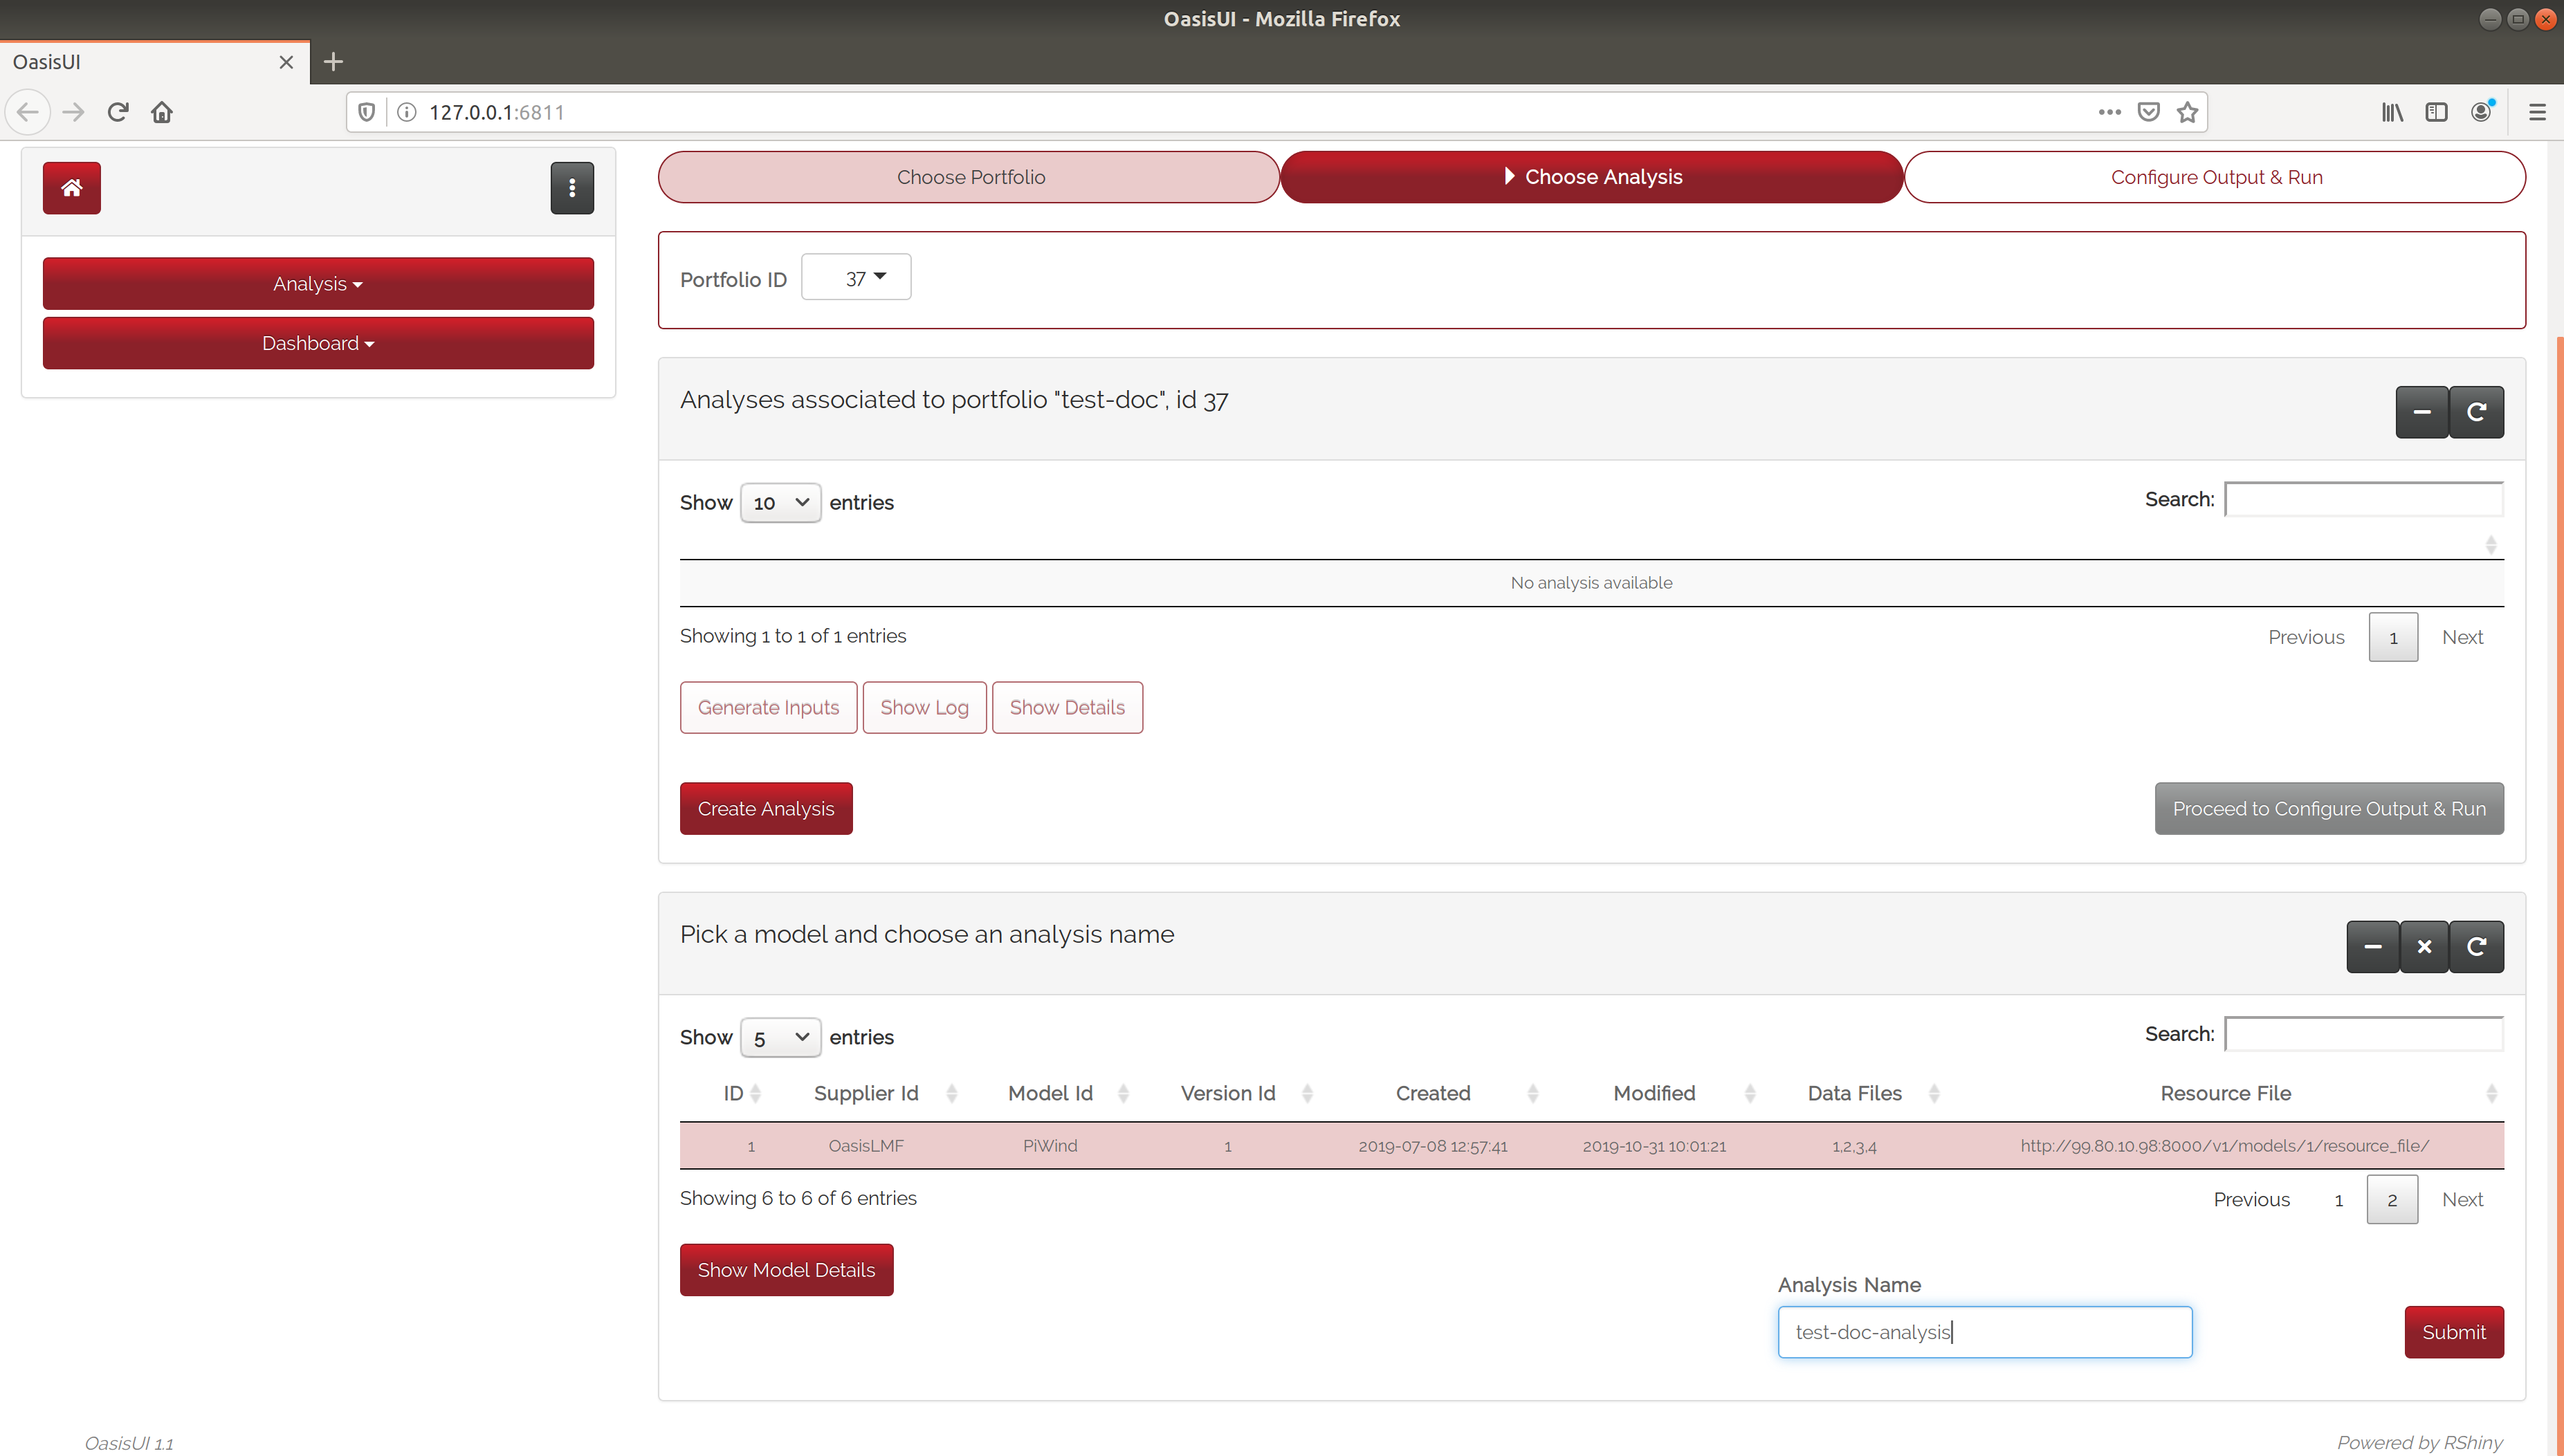 OasisUI - Mozilla Firefox
OasisUI
127.0.0.1:6811
Choose Portfolio
Choose Analysis
Configure Output & Run
Analysis
Dashboard
Portfolio ID 37
Analyses associated to portfolio "test-doc", id 37
Show 10 entries
Search:
No analysis available
Showing 1 to 1 of 1 entries
Previous 1 Next
Generate Inputs
Show Log
Show Details
Create Analysis
Proceed to Configure Output & Run
Pick a model and choose an analysis name
Show 5 entries
Search:
ID Supplier Id Model Id Version Id Created Modified Data Files Resource File
1 OasisLMF PiWind 1 2019-07-08 12:57:41 2019-10-31 10:01:21 1,2,3,4 http://99.80.10.98:8000/v1/models/1/resource_file/
Showing 6 to 6 of 6 entries
Previous 1 2 Next
Show Model Details
Analysis Name
test-doc-analysis
Submit
OasisUI 1.1
Powered by RShiny